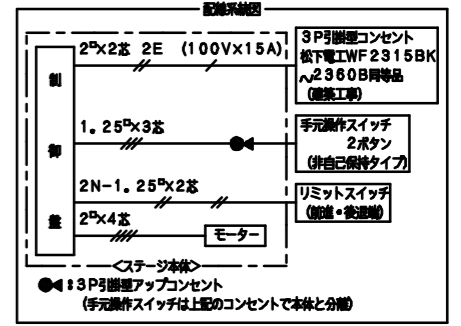 配線系統図
2□×2芯 2E (100V×15A)
3P引掛型コンセント
松下電工WF2315BK
～2360B同等品
(建築工事)
制御盤
1.25□×3芯
手元操作スイッチ
2ボタン
(非自己保持タイプ)
2N-1.25□×2芯
リミットスイッチ
(前進・後退端)
2□×4芯
モーター
＜ステージ本体＞
：3P引掛型アップコンセント
(手元操作スイッチは上記のコンセントで本体と分離)